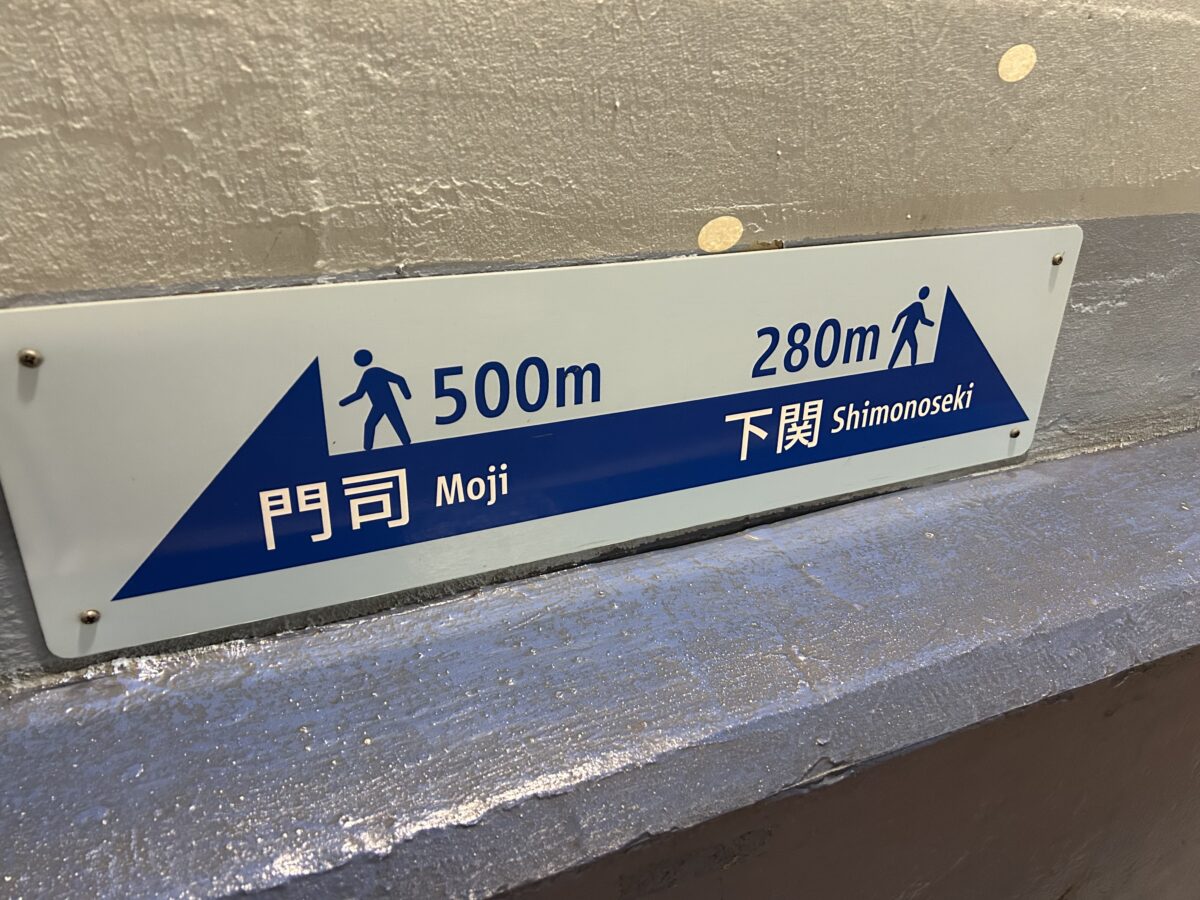 500m
門司 Moji
280m
下関 Shimonoseki